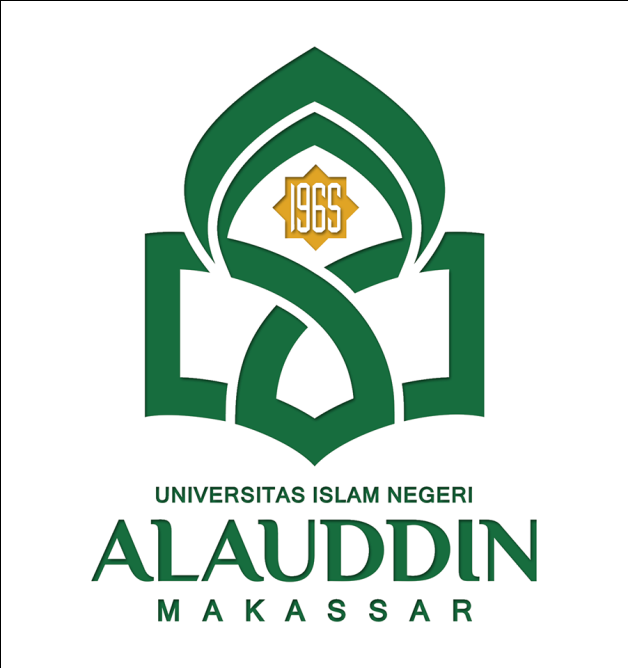 1965
UNIVERSITAS ISLAM NEGERI
ALAUDDIN
MAKASSAR